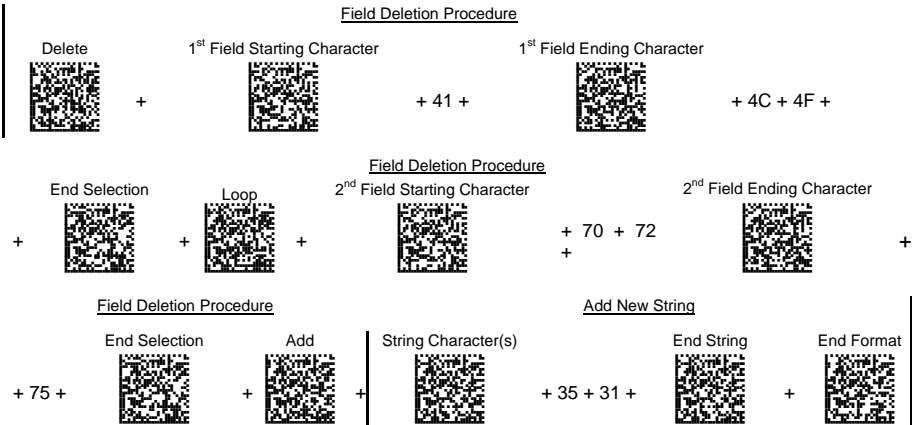 Field Deletion Procedure
Delete 1st Field Starting Character 1st Field Ending Character
+ + 41 + + 4C + 4F +
Field Deletion Procedure
End Selection Loop 2nd Field Starting Character 2nd Field Ending Character
+ + + + 70 + 72 +
+
Field Deletion Procedure Add New String
End Selection Add String Character(s) End String End Format
+ 75 + + + + 35 + 31 + +